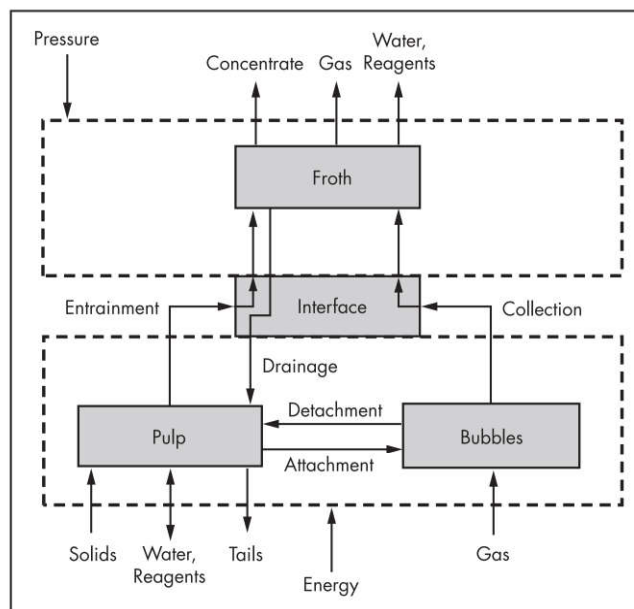 Pressure
Concentrate
Gas
Water,
Reagents
Froth
Entrainment
Interface
Collection
Drainage
Detachment
Pulp
Bubbles
Attachment
Solids
Water,
Reagents
Tails
Energy
Gas